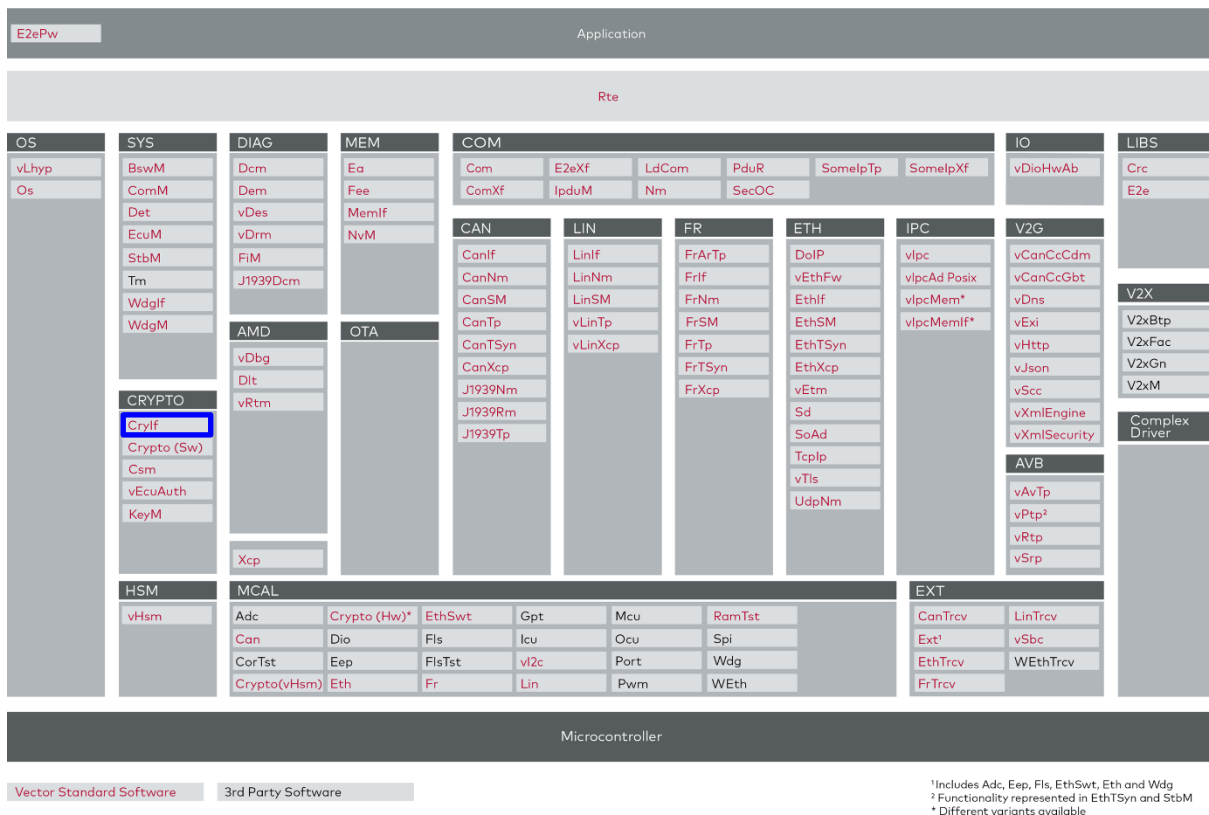 E2ePw
Application
Rte
OS
vLhyp
Os
SYS
BswM
ComM
Det
EcuM
StbM
Tm
WdgIf
WdgM
CRYPTO
CryIf
Crypto (Sw)
Csm
vEcuAuth
KeyM
HSM
vHsm
DIAG
Dcm
Dem
vDes
vDrm
FiM
J1939Dcm
AMD
vDbg
Dlt
vRtm
Xcp
MEM
Ea
Fee
MemIf
NvM
OTA
COM
Com E2eXf LdCom PduR SomeIpTp SomeIpXf
ComXf IpduM Nm SecOC
CAN
CanIf
CanNm
CanSM
CanTp
CanTSyn
CanXcp
J1939Nm
J1939Rm
J1939Tp
LIN
LinIf
LinNm
LinSM
vLinTp
vLinXcp
FR
FrArTp
FrIf
FrNm
FrSM
FrTp
FrTSyn
FrXcp
ETH
DoIP
vEthFw
EthIf
EthSM
EthTSyn
EthXcp
vEtm
Sd
SoAd
TcpIp
vTls
UdpNm
IPC
vIpc
vIpcAd Posix
vIpcMem*
vIpcMemIf*
IO
vDioHwAb
V2G
vCanCcCdm
vCanCcGbt
vDns
vExi
vHttp
vJson
vScc
vXmlEngine
vXmlSecurity
AVB
vAvTp
vPtp²
vRtp
vSrp
LIBS
Crc
E2e
V2X
V2xBtp
V2xFac
V2xGn
V2xM
Complex
Driver
MCAL
Adc Crypto (Hw)* EthSwt Gpt Mcu RamTst
Can Dio Fls Icu Ocu Spi
CorTst Eep FlsTst vI2c Port Wdg
Crypto(vHsm) Eth Fr Lin Pwm WEth
EXT
CanTrcv LinTrcv
Ext¹ vSbc
EthTrcv WEthTrcv
FrTrcv
Microcontroller
Vector Standard Software
3rd Party Software
¹Includes Adc, Eep, Fls, EthSwt, Eth and Wdg
² Functionality represented in EthTSyn and StbM
* Different variants available